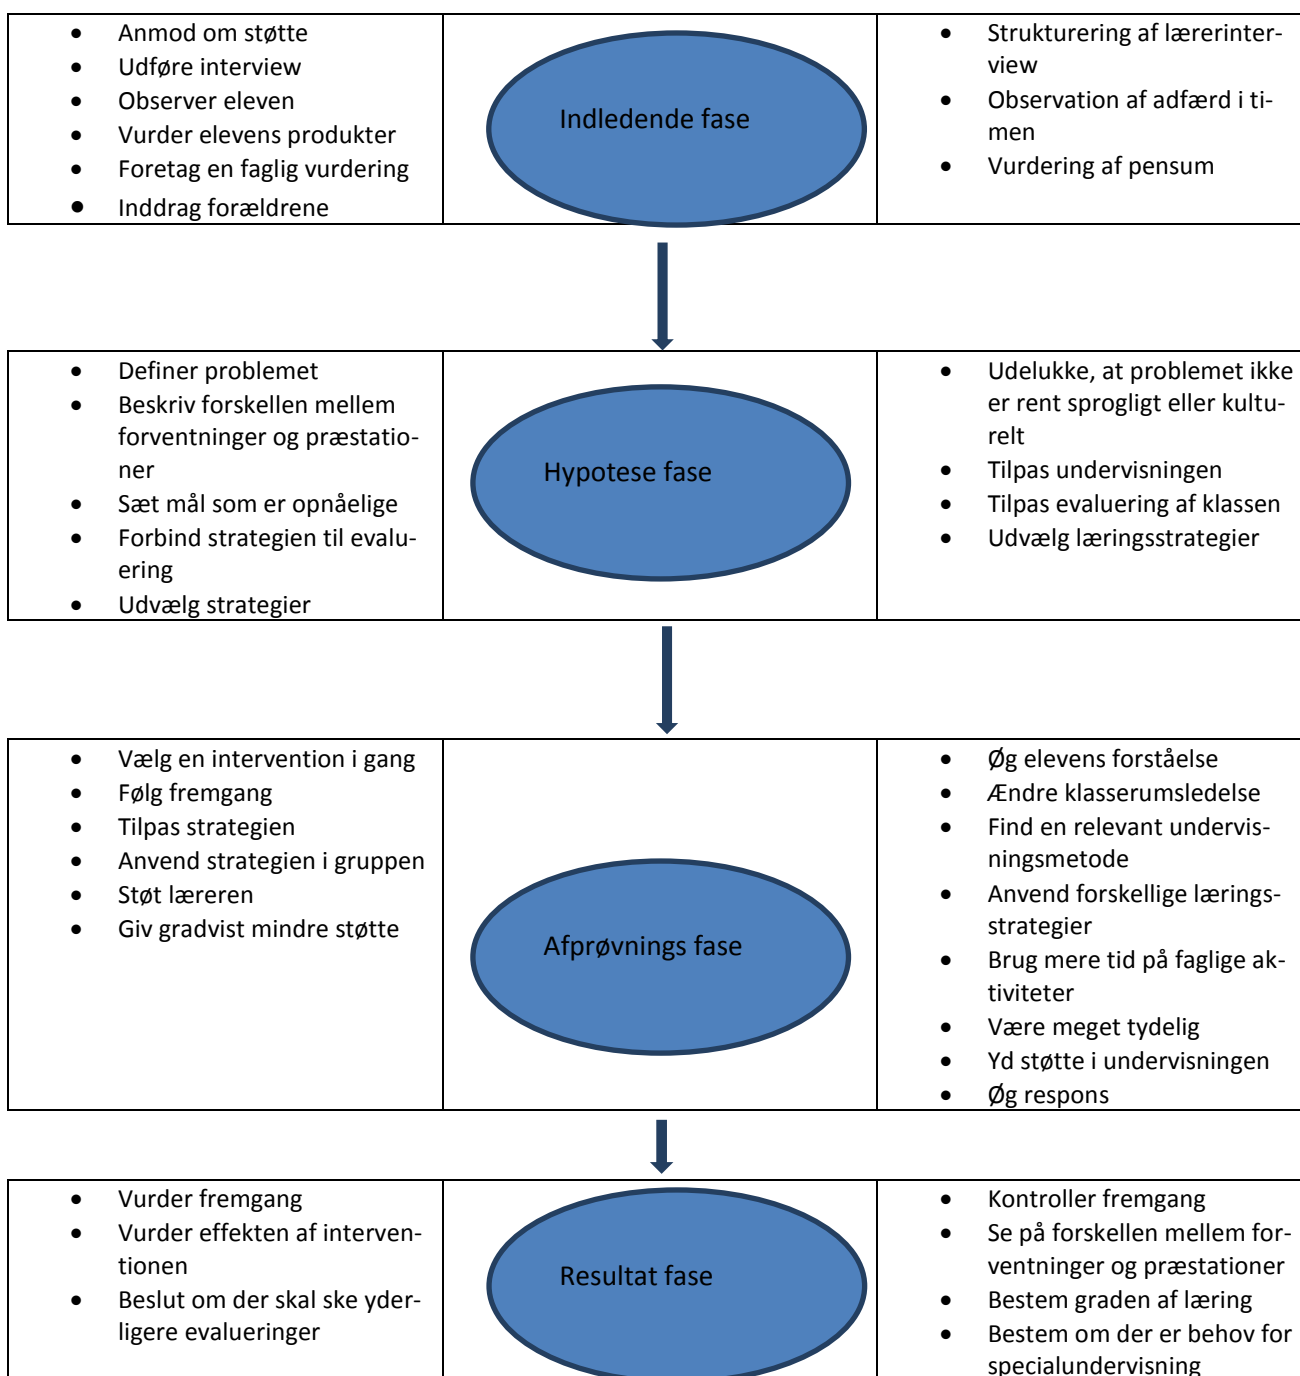 Anmod om støtte
Udføre interview
Observer eleven
Vurder elevens produkter
Foretag en faglig vurdering
Inddrag forældrene
Indledende fase
Strukturering af lærerinter-
view
Observation af adfærd i ti-
men
Vurdering af pensum
Definer problemet
Beskriv forskellen mellem
forventninger og præstatio-
ner
Sæt mål som er opnåelige
Forbind strategien til evalu-
ering
Udvælg strategier
Hypotese fase
Udelukke, at problemet ikke
er rent sprogligt eller kultu-
relt
Tilpas undervisningen
Tilpas evaluering af klassen
Udvælg læringsstrategier
Vælg en intervention i gang
Følg fremgang
Tilpas strategien
Anvend strategien i gruppen
Støt læreren
Giv gradvist mindre støtte
Afprøvnings fase
Øg elevens forståelse
Ændre klasserumsledelse
Find en relevant undervis-
ningsmetode
Anvend forskellige lærings-
strategier
Brug mere tid på faglige ak-
tiviteter
Være meget tydelig
Yd støtte i undervisningen
Øg respons
Vurder fremgang
Vurder effekten af interven-
tionen
Beslut om der skal ske yder-
ligere evalueringer
Resultat fase
Kontroller fremgang
Se på forskellen mellem for-
ventninger og præstationer
Bestem graden af læring
Bestem om der er behov for
specialundervisning